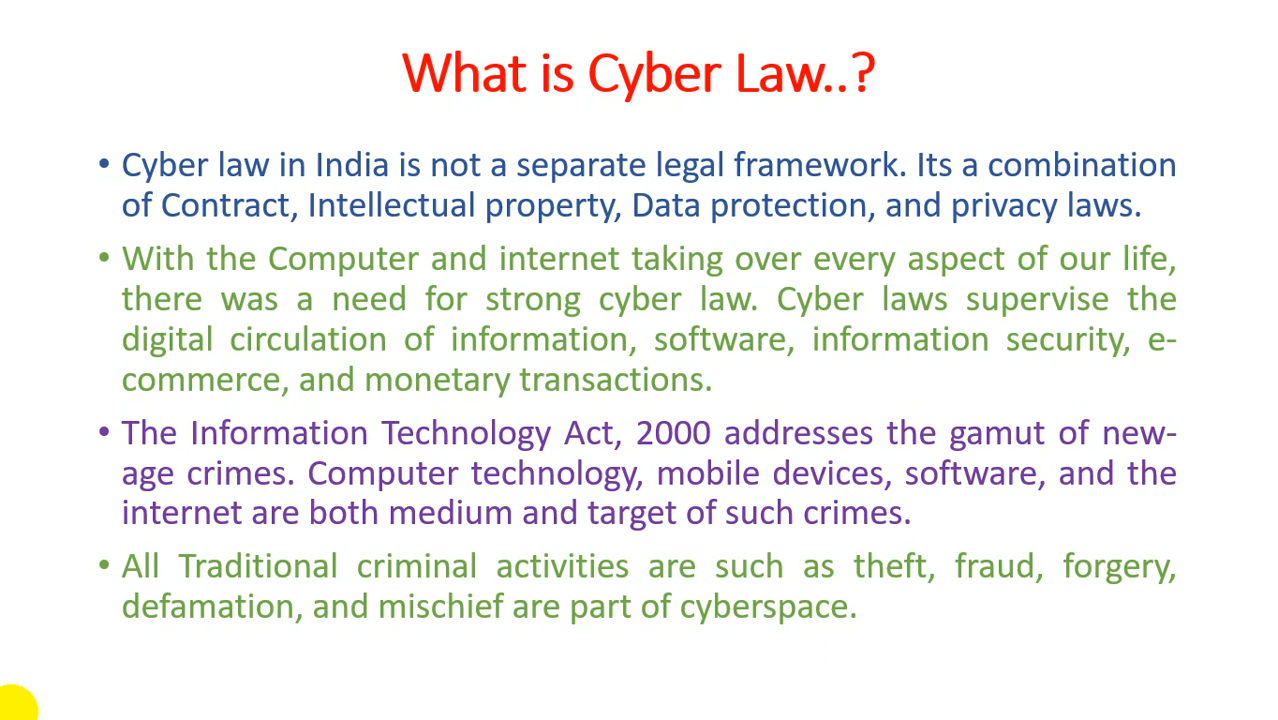 What is Cyber Law..?
• Cyber law in India is not a separate legal framework. Its a combination
of Contract, Intellectual property, Data protection, and privacy laws.
• With the Computer and internet taking over every aspect of our life,
there was a need for strong cyber law. Cyber laws supervise the
digital circulation of information, software, information security, e-
commerce, and monetary transactions.
• The Information Technology Act, 2000 addresses the gamut of new-
age crimes. Computer technology, mobile devices, software, and the
internet are both medium and target of such crimes.
• All Traditional criminal activities are such as theft, fraud, forgery,
defamation, and mischief are part of cyberspace.